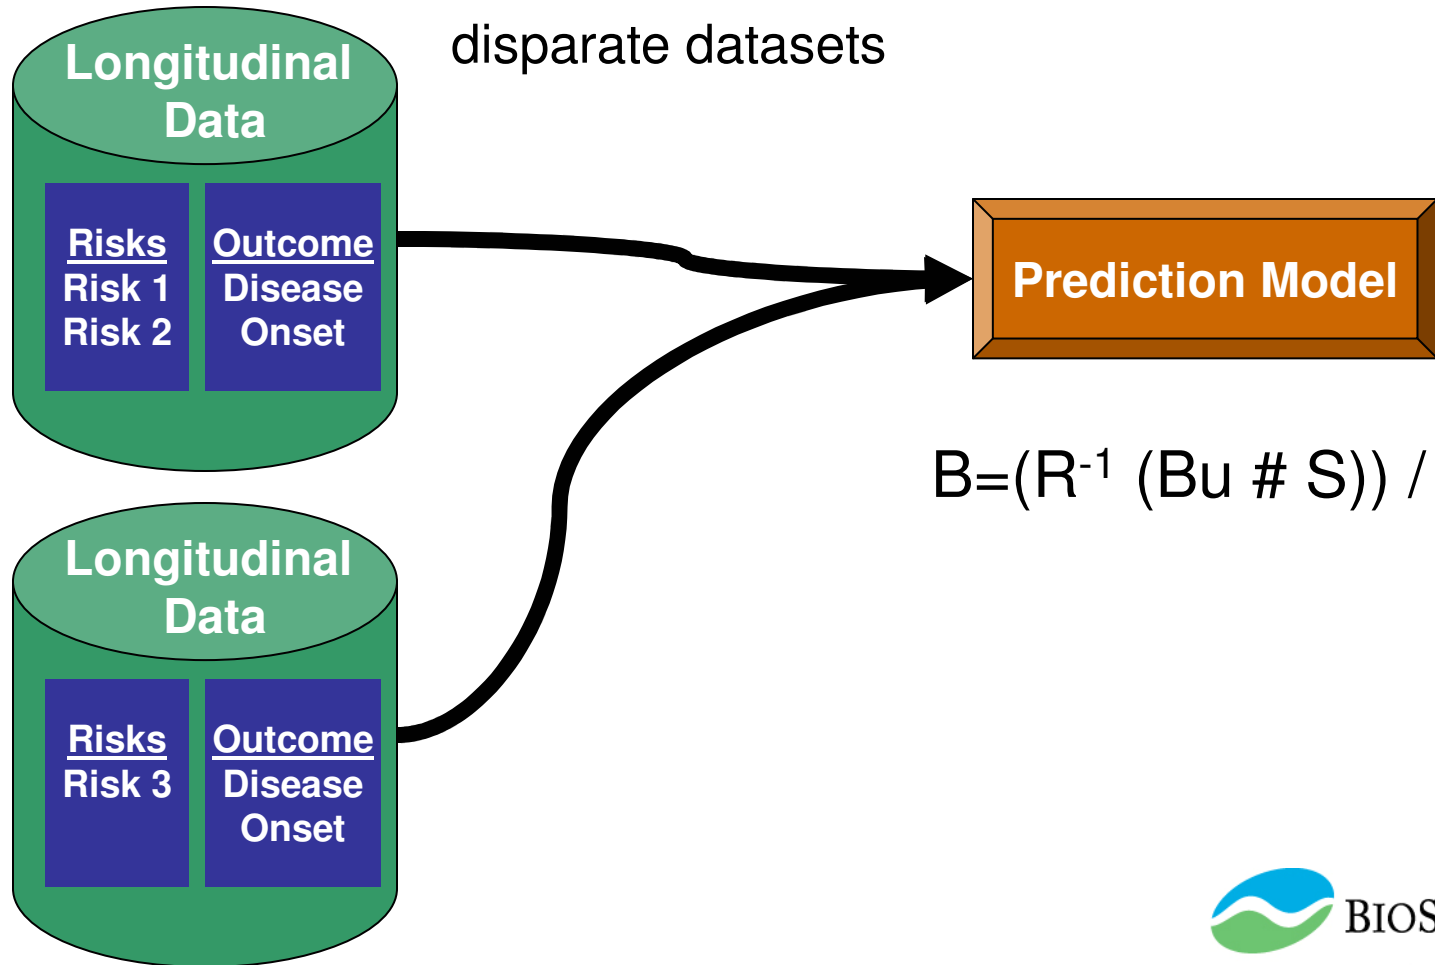 disparate datasets
Longitudinal
Data
Risks
Risk 1
Risk 2
Outcome
Disease
Onset
Prediction Model
B=(R⁻¹ (Bu # S)) /
Longitudinal
Data
Risks
Risk 3
Outcome
Disease
Onset
BIOS